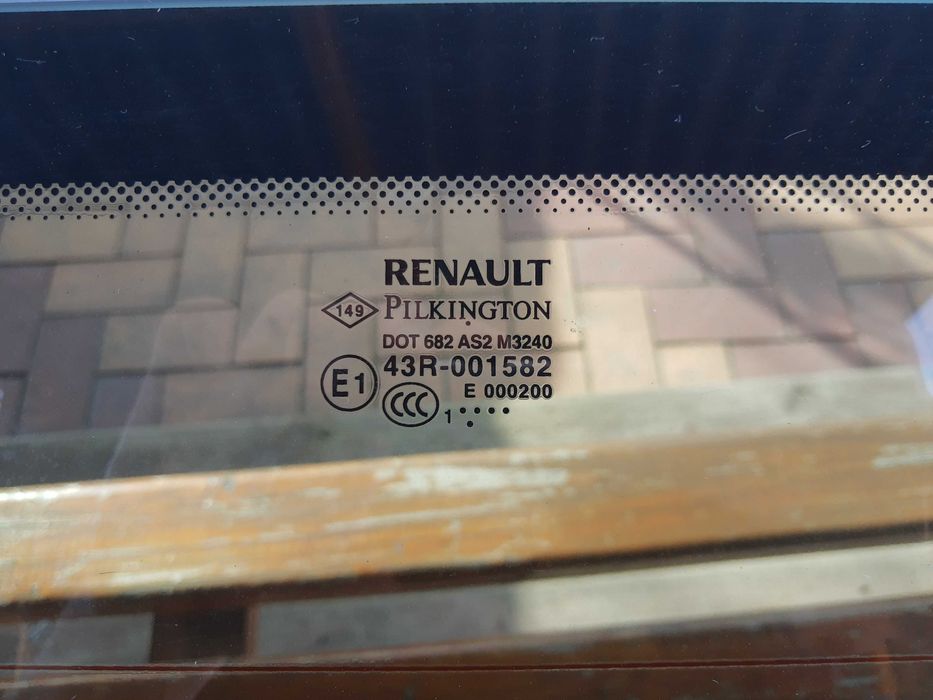 RENAULT
149 PILKINGTON
DOT 682 AS2 M3240
E1 43R-001582
E 000200
CCC 1